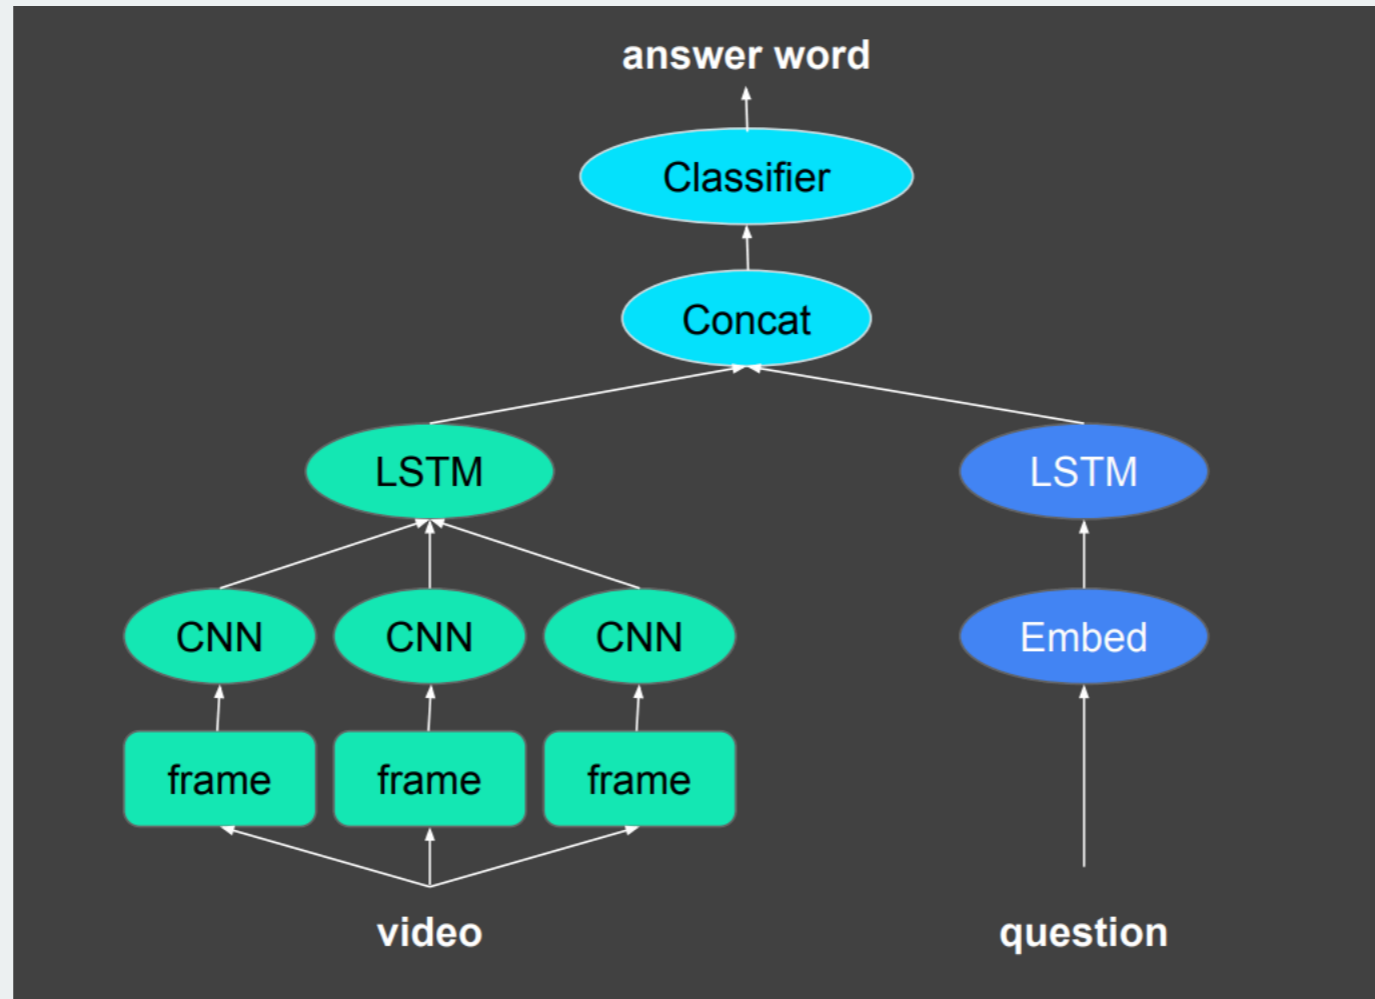 answer word
Classifier
Concat
LSTM LSTM
CNN CNN CNN Embed
frame frame frame
video question